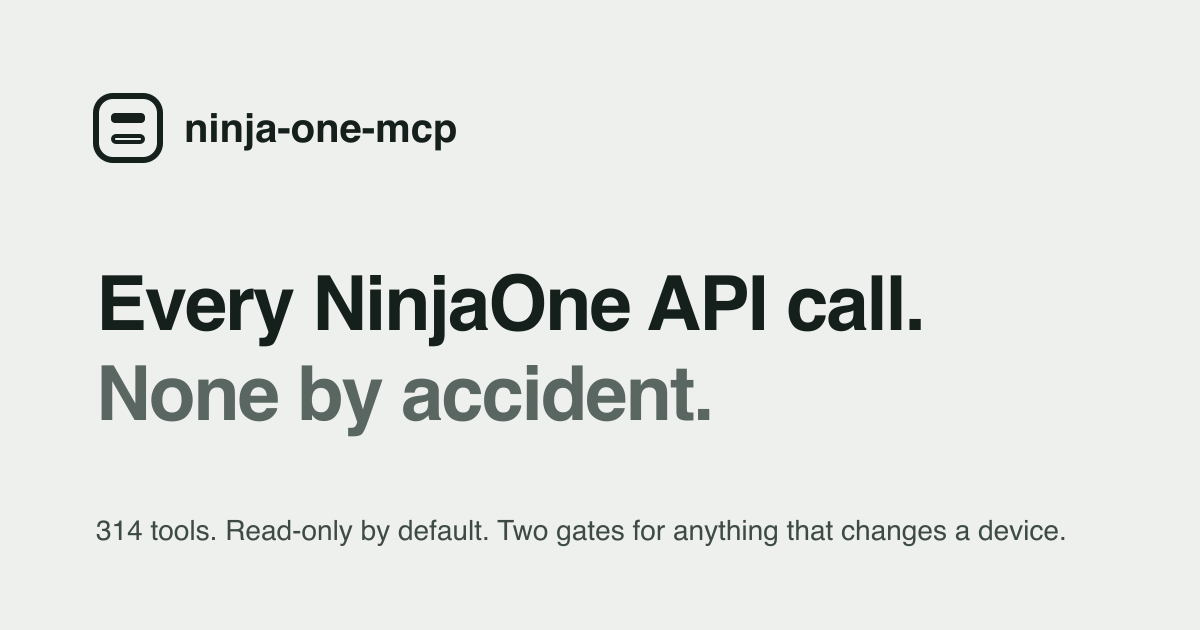 ninja-one-mcp
Every NinjaOne API call.
None by accident.
314 tools. Read-only by default. Two gates for anything that changes a device.